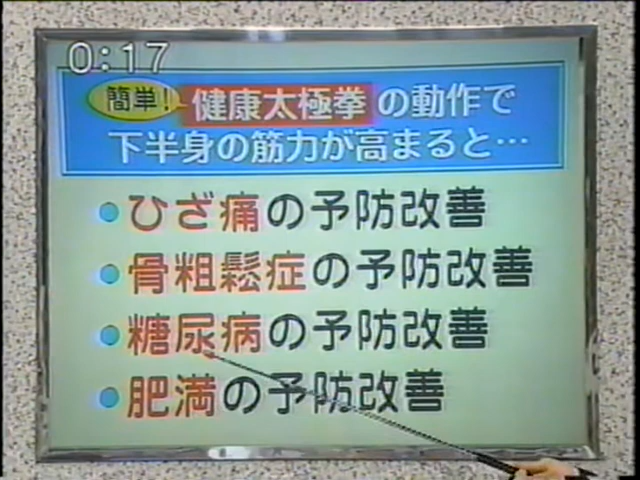 0:17
簡単! 健康太極拳の動作で
下半身の筋力が高まると…
●ひざ痛の予防改善
●骨粗鬆症の予防改善
●糖尿病の予防改善
●肥満の予防改善